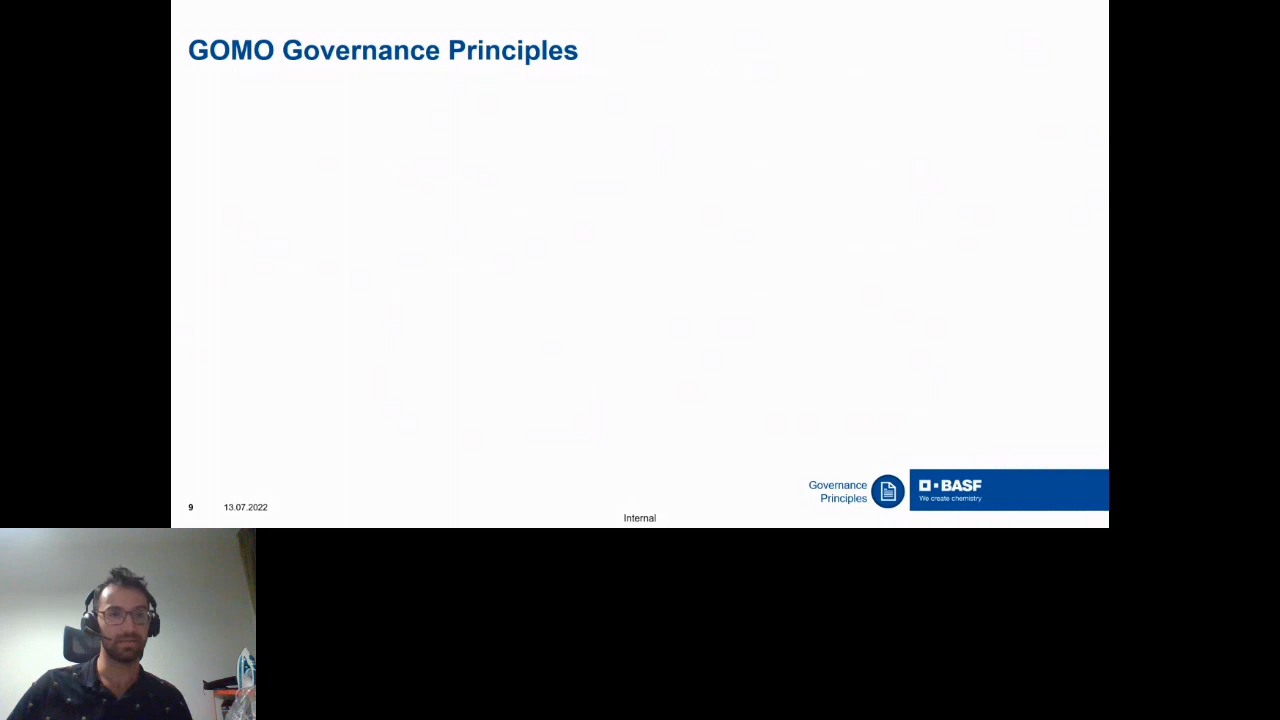 GOMO Governance Principles
Governance
Principles
BASF
We create chemistry
9
13.07.2022
Internal